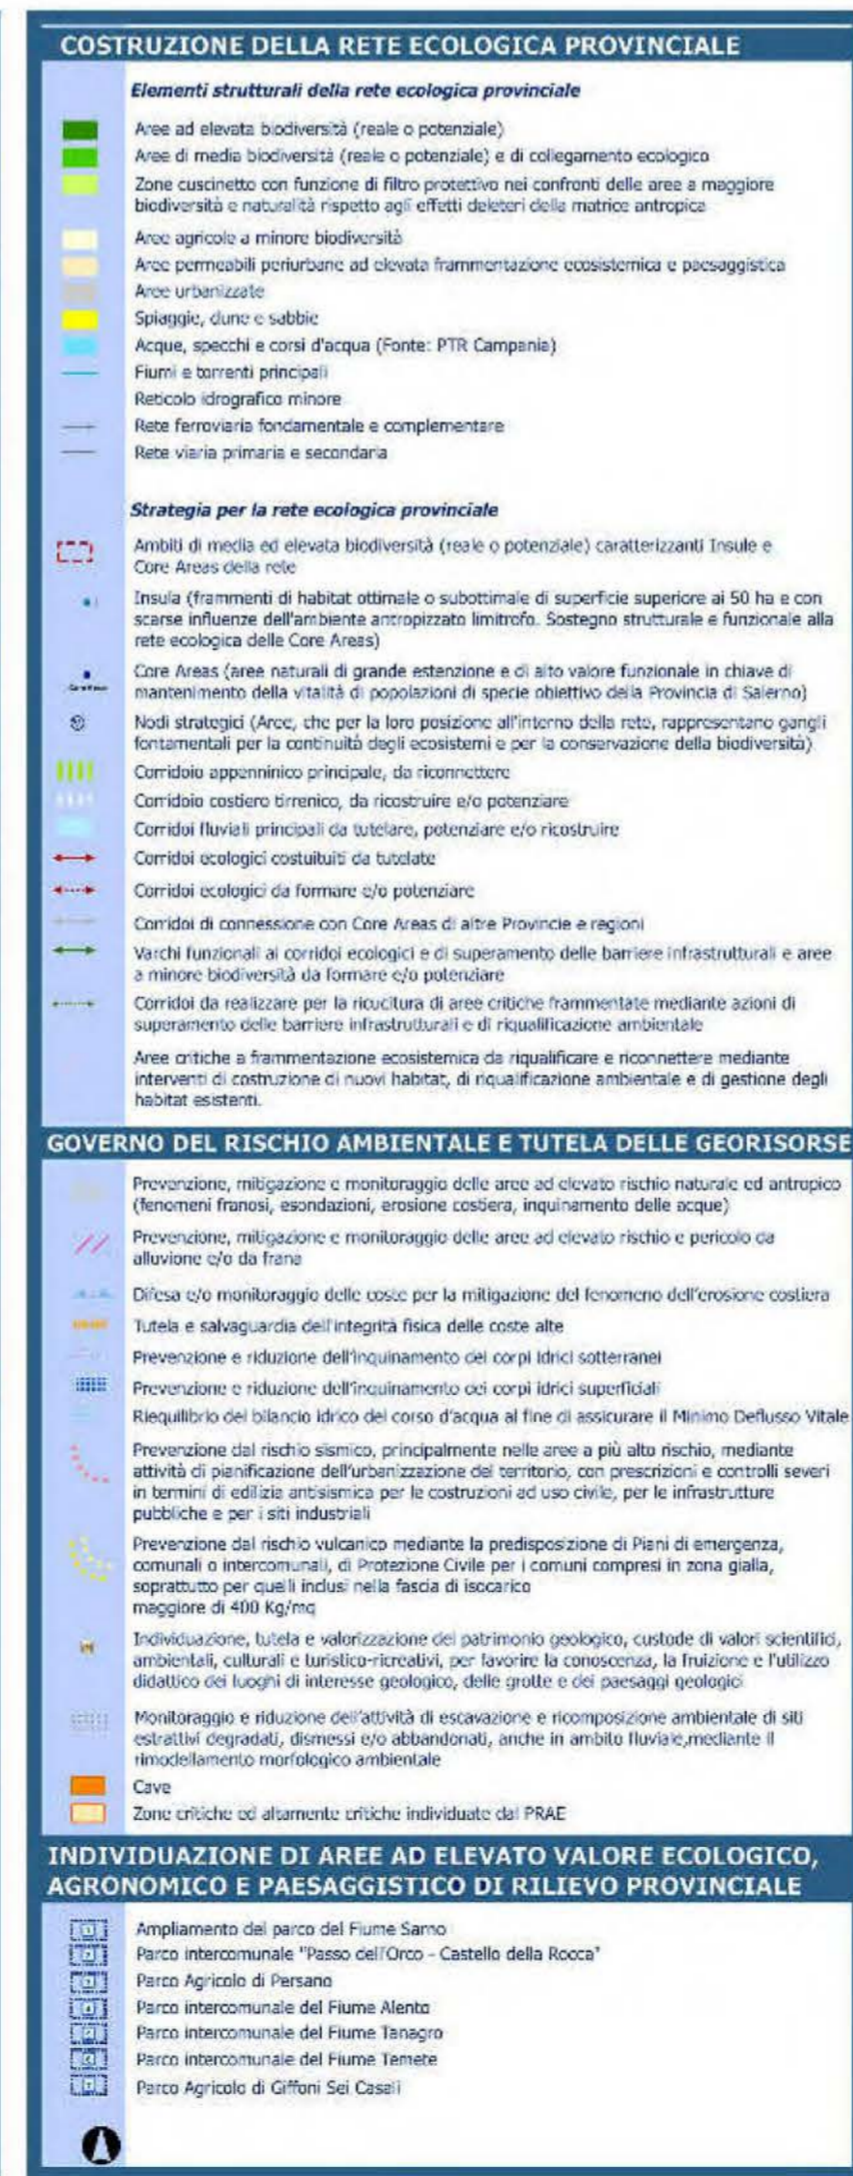 COSTRUZIONE DELLA RETE ECOLOGICA PROVINCIALE
Elementi strutturali della rete ecologica provinciale
Aree ad elevata biodiversità (reale o potenziale)
Aree di media biodiversità (reale o potenziale) e di collegamento ecologico
Zone cuscinetto con funzione di filtro protettivo nei confronti delle aree a maggiore
biodiversità e naturalità rispetto agli effetti deleteri della matrice antropica
Aree agricole a minore biodiversità
Aree permeabili periurbane ad elevata frammentazione ecosistemica e paesaggistica
Aree urbanizzate
Spiaggie, dune e sabbie
Acque, specchi e corsi d'acqua (Fonte: PTR Campania)
Fiumi e torrenti principali
Reticolo idrografico minore
Rete ferroviaria fondamentale e complementare
Rete viaria primaria e secondaria
Strategia per la rete ecologica provinciale
Ambiti di media ed elevata biodiversità (reale o potenziale) caratterizzanti Insule e
Core Areas della rete
Insula (frammenti di habitat ottimale o subottimale di superficie superiore ai 50 ha e con
scarse influenze dell'ambiente antropizzato limitrofo. Sostegno strutturale e funzionale alla
rete ecologica delle Core Areas)
Core Areas (aree naturali di grande estenzione e di alto valore funzionale in chiave di
mantenimento della vitalità di popolazioni di specie obiettivo della Provincia di Salerno)
Nodi strategici (Aree, che per la loro posizione all'interno della rete, rappresentano gangli
fontamentali per la continuità degli ecosistemi e per la conservazione della biodiversità)
Corridoio appenninico principale, da riconnettere
Corridoio costiero tirrenico, da ricostruire e/o potenziare
Corridoi fluviali principali da tutelare, potenziare e/o ricostruire
Corridoi ecologici costuituiti da tutelate
Corridoi ecologici da formare e/o potenziare
Corridoi di connessione con Core Areas di altre Provincie e regioni
Varchi funzionali ai corridoi ecologici e di superamento delle barriere infrastrutturali e aree
a minore biodiversità da formare e/o potenziare
Corridoi da realizzare per la ricucitura di aree critiche frammentate mediante azioni di
superamento delle barriere infrastrutturali e di riqualificazione ambientale
Aree critiche a frammentazione ecosistemica da riqualificare e riconnettere mediante
interventi di costruzione di nuovi habitat, di riqualificazione ambientale e di gestione degli
habitat esistenti.
GOVERNO DEL RISCHIO AMBIENTALE E TUTELA DELLE GEORISORSE
Prevenzione, mitigazione e monitoraggio delle aree ad elevato rischio naturale ed antropico
(fenomeni franosi, esondazioni, erosione costiera, inquinamento delle acque)
Prevenzione, mitigazione e monitoraggio delle aree ad elevato rischio e pericolo da
alluvione e/o da frana
Difesa e/o monitoraggio delle coste per la mitigazione del fenomeno dell'erosione costiera
Tutela e salvaguardia dell'integrità fisica delle coste alte
Prevenzione e riduzione dell'inquinamento dei corpi idrici sotterranei
Prevenzione e riduzione dell'inquinamento dei corpi idrici superficiali
Riequilibrio del bilancio idrico del corso d'acqua al fine di assicurare il Minimo Deflusso Vitale
Prevenzione dal rischio sismico, principalmente nelle aree a più alto rischio, mediante
attività di pianificazione dell'urbanizzazione del territorio, con prescrizioni e controlli severi
in termini di edilizia antisismica per le costruzioni ad uso civile, per le infrastrutture
pubbliche e per i siti industriali
Prevenzione dal rischio vulcanico mediante la predisposizione di Piani di emergenza,
comunali o intercomunali, di Protezione Civile per i comuni compresi in zona gialla,
soprattutto per quelli inclusi nella fascia di isocarico
maggiore di 400 Kg/mq
Individuazione, tutela e valorizzazione del patrimonio geologico, custode di valori scientifici,
ambientali, culturali e turistico-ricreativi, per favorire la conoscenza, la fruizione e l'utilizzo
didattico dei luoghi di interesse geologico, delle grotte e dei paesaggi geologici
Monitoraggio e riduzione dell'attività di escavazione e ricomposizione ambientale di siti
estrattivi degradati, dismessi e/o abbandonati, anche in ambito fluviale,mediante il
rimodellamento morfologico ambientale
Cave
Zone critiche ed altamente critiche individuate dal PRAE
INDIVIDUAZIONE DI AREE AD ELEVATO VALORE ECOLOGICO,
AGRONOMICO E PAESAGGISTICO DI RILIEVO PROVINCIALE
1 Ampliamento del parco del Fiume Sarno
2 Parco intercomunale "Passo dell'Orco - Castello della Rocca"
3 Parco Agricolo di Persano
4 Parco intercomunale del Fiume Alento
5 Parco intercomunale del Fiume Tanagro
6 Parco intercomunale del Fiume Temete
7 Parco Agricolo di Giffoni Sei Casali